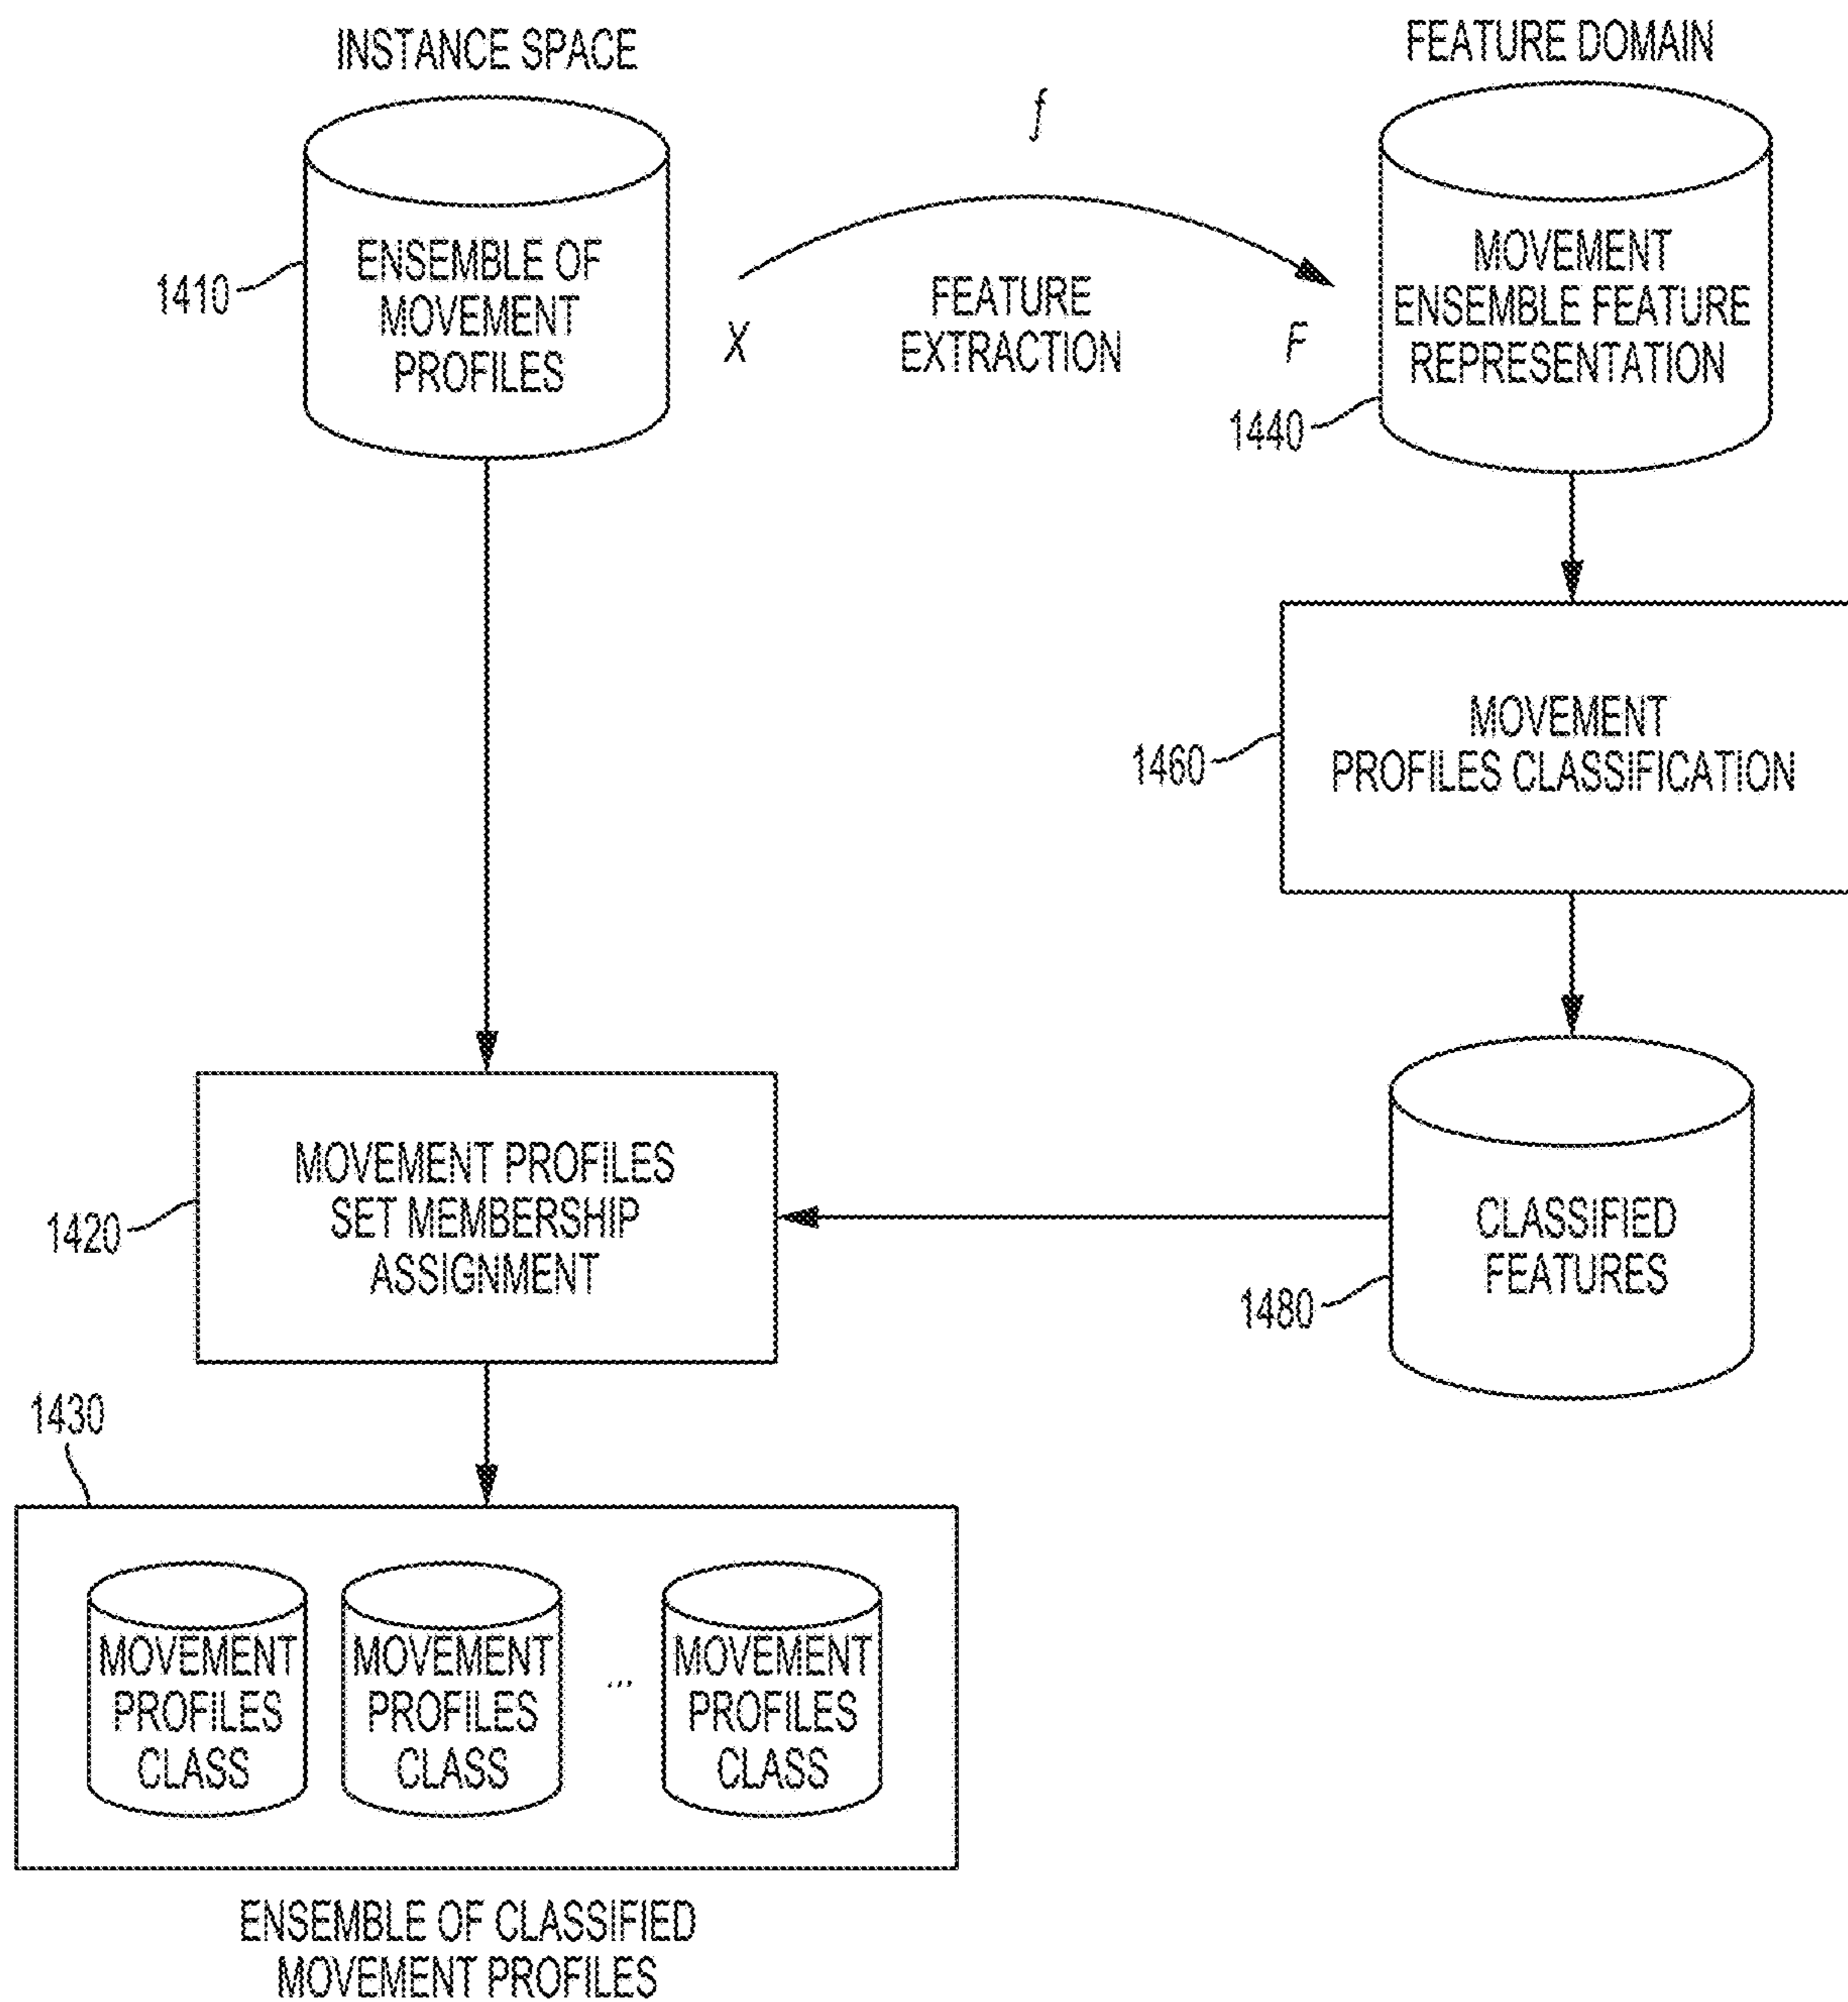 INSTANCE SPACE
FEATURE DOMAIN
f
ENSEMBLE OF
MOVEMENT
PROFILES
1410
X
FEATURE
EXTRACTION
F
MOVEMENT
ENSEMBLE FEATURE
REPRESENTATION
1440
MOVEMENT
PROFILES CLASSIFICATION
1460
MOVEMENT PROFILES
SET MEMBERSHIP
ASSIGNMENT
1420
CLASSIFIED
FEATURES
1480
1430
MOVEMENT
PROFILES
CLASS
MOVEMENT
PROFILES
CLASS
...
MOVEMENT
PROFILES
CLASS
ENSEMBLE OF CLASSIFIED
MOVEMENT PROFILES